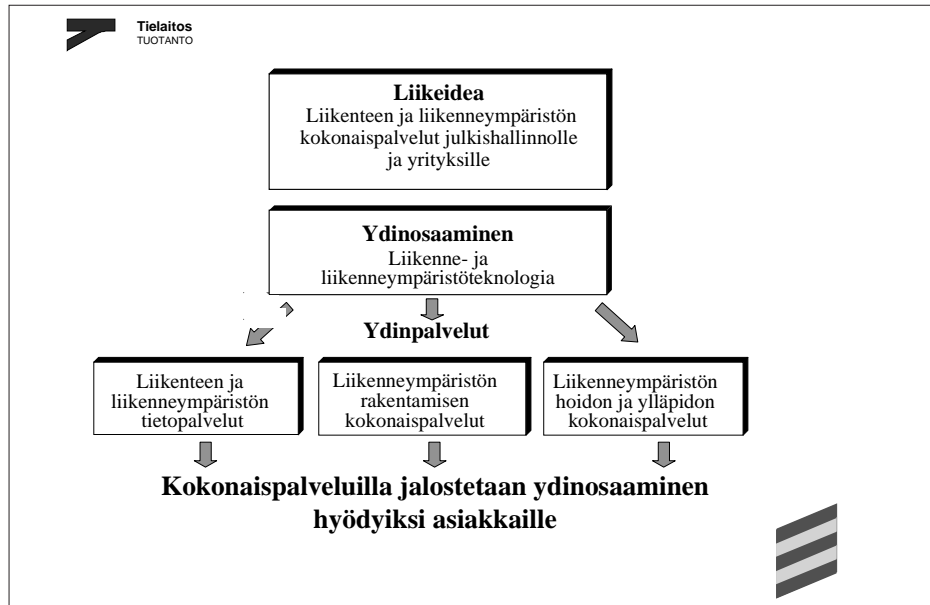 Tielaitos
TUOTANTO
Liikeidea
Liikenteen ja liikenneympäristön
kokonaispalvelut julkishallinnolle
ja yrityksille
Ydinosaaminen
Liikenne- ja
liikenneympäristöteknologia
Ydinpalvelut
Liikenteen ja
liikenneympäristön
tietopalvelut
Liikenneympäristön
rakentamisen
kokonaispalvelut
Liikenneympäristön
hoidon ja ylläpidon
kokonaispalvelut
Kokonaispalveluilla jalostetaan ydinosaaminen
hyödyiksi asiakkaille